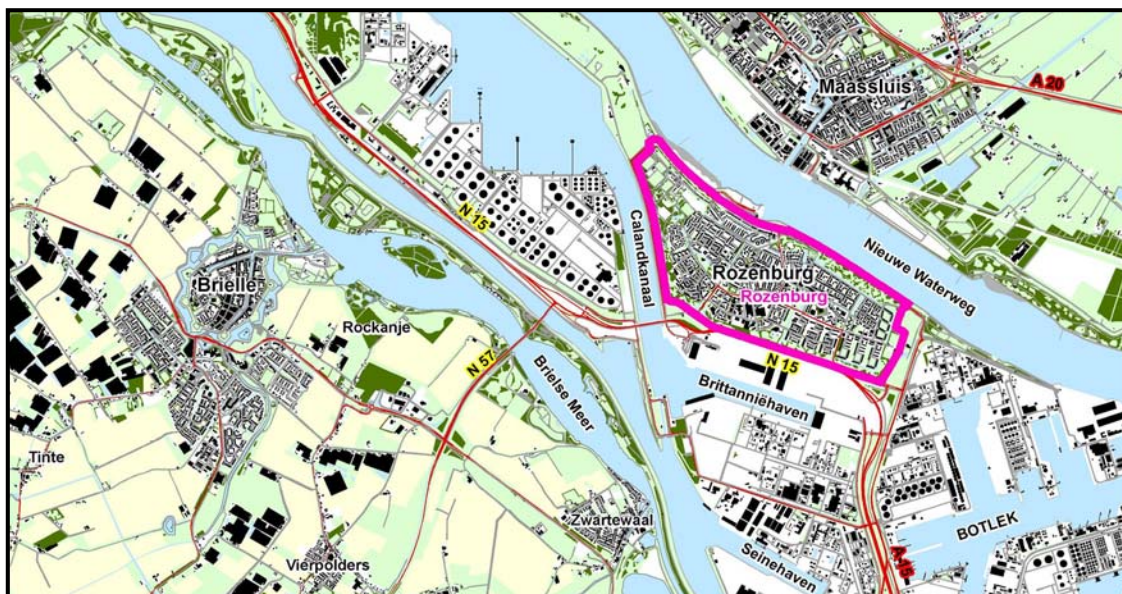 Maassluis
A 20
N 15
Calandkanaal
Nieuwe Waterweg
Rozenburg
Rozenburg
Brielle
Rockanje
N 57
Brielse Meer
N 15
Brittanniëhaven
Tinte
Zwartewaal
Vierpolders
Seinehaven
A 15
BOTLEK